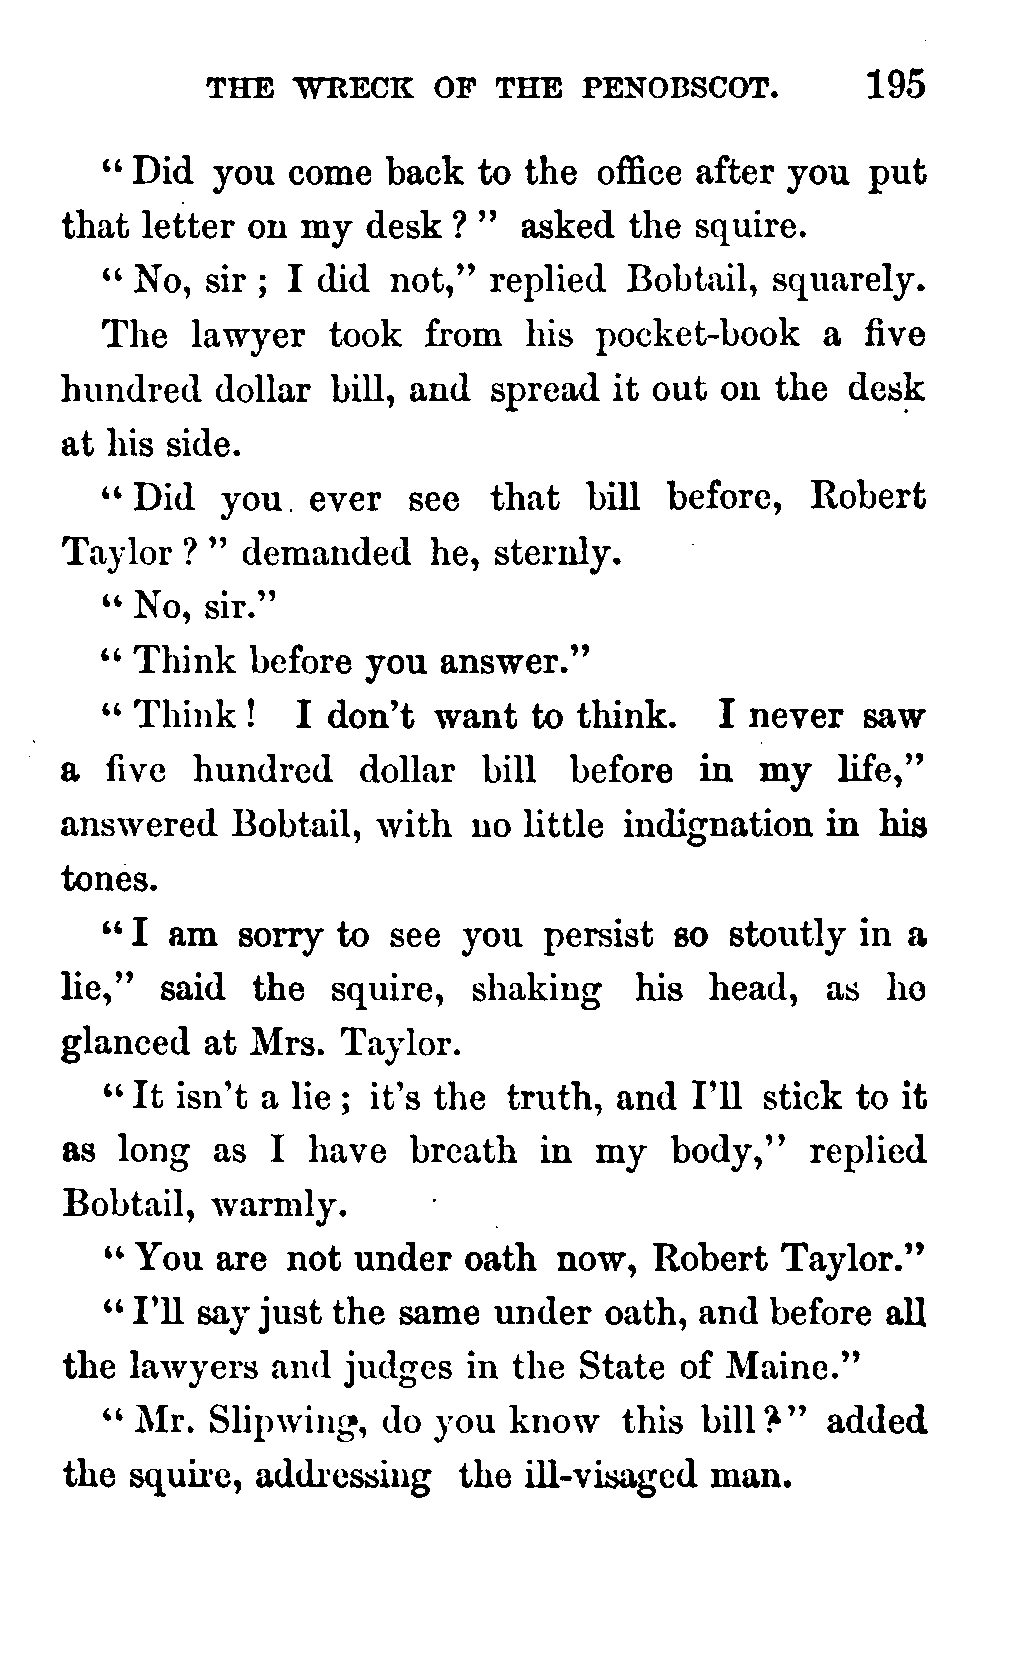 THE WRECK OF THE PENOBSCOT. 195
“ Did you come back to the office after you put
that letter on my desk ? ” asked the squire.
“ No, sir ; I did not,” replied Bobtail, squarely.
The lawyer took from his pocket-book a five
hundred dollar bill, and spread it out on the desk
at his side.
“ Did you ever see that bill before, Robert
Taylor ? ” demanded he, sternly.
“ No, sir.”
“ Think before you answer.”
“ Think ! I don’t want to think. I never saw
a five hundred dollar bill before in my life,”
answered Bobtail, with no little indignation in his
tones.
“ I am sorry to see you persist so stoutly in a
lie,” said the squire, shaking his head, as he
glanced at Mrs. Taylor.
“ It isn’t a lie ; it’s the truth, and I’ll stick to it
as long as I have breath in my body,” replied
Bobtail, warmly.
“ You are not under oath now, Robert Taylor.”
“ I’ll say just the same under oath, and before all
the lawyers and judges in the State of Maine.”
“ Mr. Slipwing, do you know this bill ? ” added
the squire, addressing the ill-visaged man.